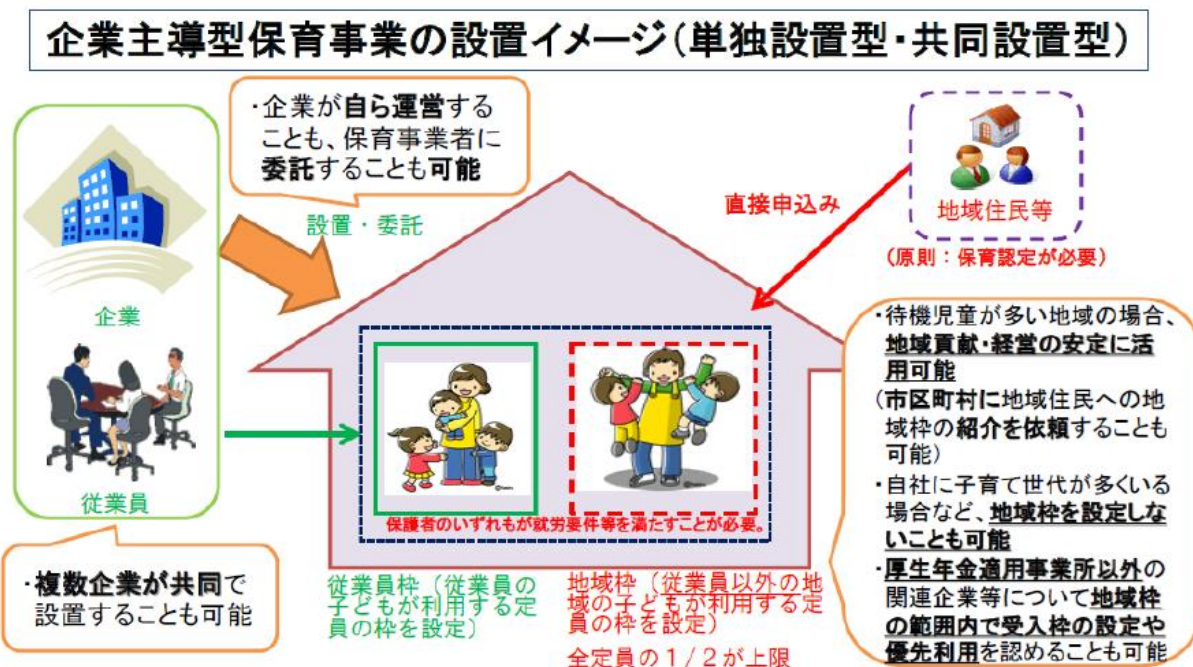 企業主導型保育事業の設置イメージ（単独設置型・共同設置型）
・企業が自ら運営する
ことも、保育事業者に
委託することも可能
設置・委託
企業
従業員
・複数企業が共同で
設置することも可能
直接申込み
地域住民等
（原則：保育認定が必要）
保護者のいずれもが就労要件等を満たすことが必要。
従業員枠（従業員の
子どもが利用する定
員の枠を設定）
地域枠（従業員以外の地
域の子どもが利用する定
員の枠を設定）
全定員の１／２が上限
・待機児童が多い地域の場合、
地域貢献・経営の安定に活
用可能
（市区町村に地域住民への地
域枠の紹介を依頼することも
可能）
・自社に子育て世代が多くいる
場合など、地域枠を設定しな
いことも可能
・厚生年金適用事業所以外の
関連企業等について地域枠
の範囲内で受入枠の設定や
優先利用を認めることも可能